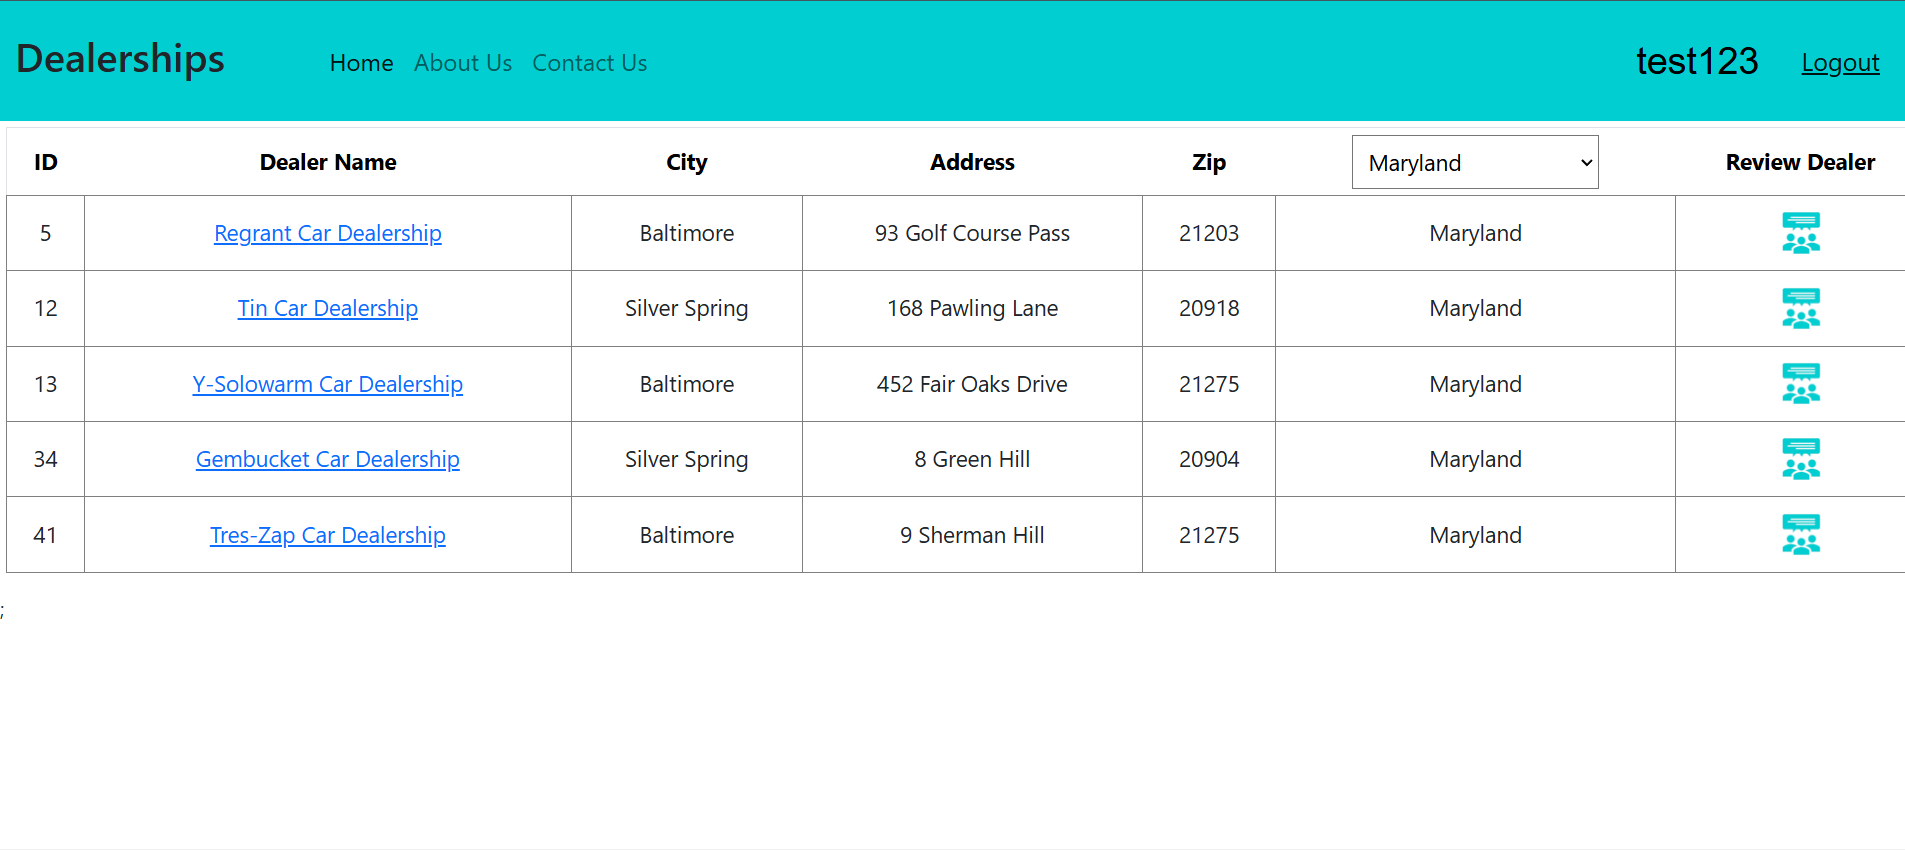 Dealerships Home About Us Contact Us test123 Logout
ID Dealer Name City Address Zip Maryland Review Dealer
5 Regrant Car Dealership Baltimore 93 Golf Course Pass 21203 Maryland
12 Tin Car Dealership Silver Spring 168 Pawling Lane 20918 Maryland
13 Y-Solowarm Car Dealership Baltimore 452 Fair Oaks Drive 21275 Maryland
34 Gembucket Car Dealership Silver Spring 8 Green Hill 20904 Maryland
41 Tres-Zap Car Dealership Baltimore 9 Sherman Hill 21275 Maryland
;